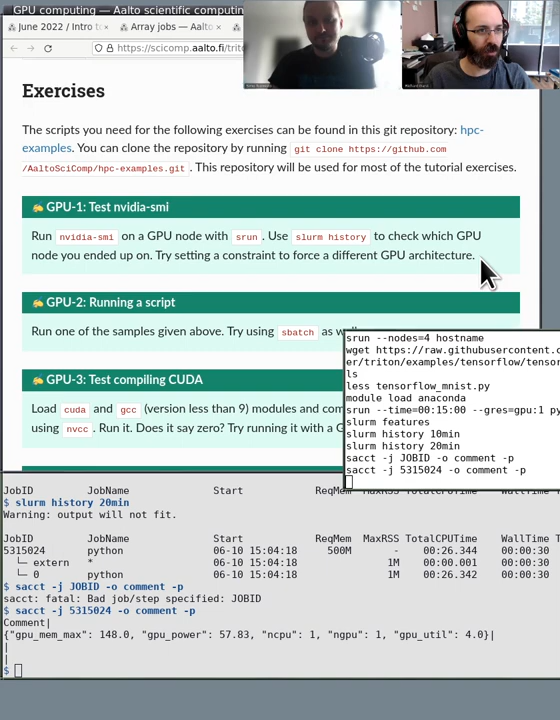 GPU computing — Aalto scientific computing
June 2022 / Intro t
Array jobs — Aalto
https://scicomp.aalto.fi/trito
Exercises
The scripts you need for the following exercises can be found in this git repository: hpc-
examples. You can clone the repository by running git clone https://github.com
/AaltoSciComp/hpc-examples.git . This repository will be used for most of the tutorial exercises.
✍ GPU-1: Test nvidia-smi
Run nvidia-smi on a GPU node with srun . Use slurm history to check which GPU
node you ended up on. Try setting a constraint to force a different GPU architecture.
✍ GPU-2: Running a script
Run one of the samples given above. Try using sbatch as we
✍ GPU-3: Test compiling CUDA
Load cuda and gcc (version less than 9) modules and com
using nvcc . Run it. Does it say zero? Try running it with a G
srun --nodes=4 hostname
wget https://raw.githubusercontent.c
er/triton/examples/tensorflow/tensor
ls
less tensorflow_mnist.py
module load anaconda
srun --time=00:15:00 --gres=gpu:1 py
slurm features
slurm history 10min
slurm history 20min
sacct -j JOBID -o comment -p
sacct -j 5315024 -o comment -p
JobID JobName Start ReqMem MaxRSS TotalCPUTime WallTime T
$ slurm history 20min
Warning: output will not fit.
JobID JobName Start ReqMem MaxRSS TotalCPUTime WallTime T
5315024 python 06-10 15:04:18 500M - 00:26.344 00:00:30
└─ extern * 06-10 15:04:18 1M 00:00.001 00:00:30
└─ 0 python 06-10 15:04:18 1M 00:26.342 00:00:30
$ sacct -j JOBID -o comment -p
sacct: fatal: Bad job/step specified: JOBID
$ sacct -j 5315024 -o comment -p
Comment|
{"gpu_mem_max": 148.0, "gpu_power": 57.83, "ncpu": 1, "ngpu": 1, "gpu_util": 4.0}|
|
|
$